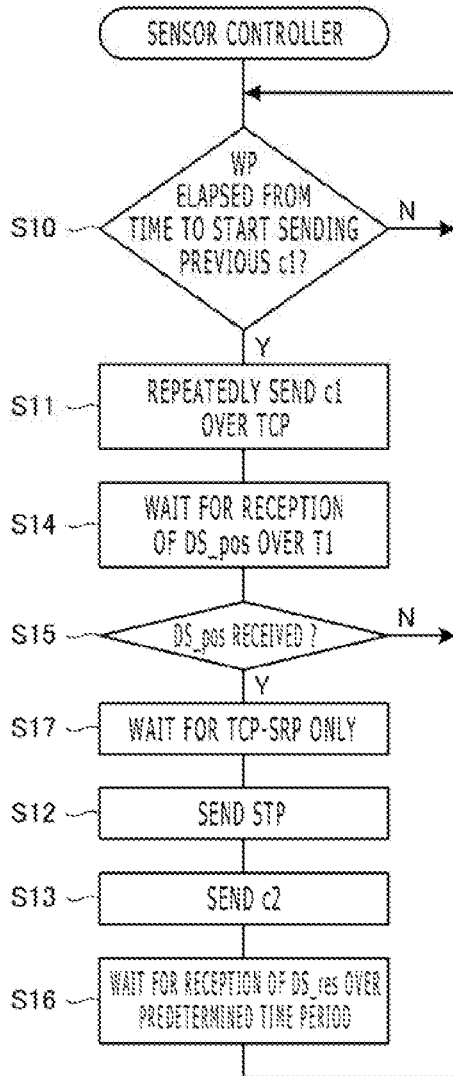 SENSOR CONTROLLER
S10
WP
ELAPSED FROM
TIME TO START SENDING
PREVIOUS c1?
N
Y
S11
REPEATEDLY SEND c1
OVER TCP
S14
WAIT FOR RECEPTION
OF DS_pos OVER T1
S15
DS_pos RECEIVED ?
N
Y
S17
WAIT FOR TCP-SRP ONLY
S12
SEND STP
S13
SEND c2
S16
WAIT FOR RECEPTION OF DS_res OVER
PREDETERMINED TIME PERIOD